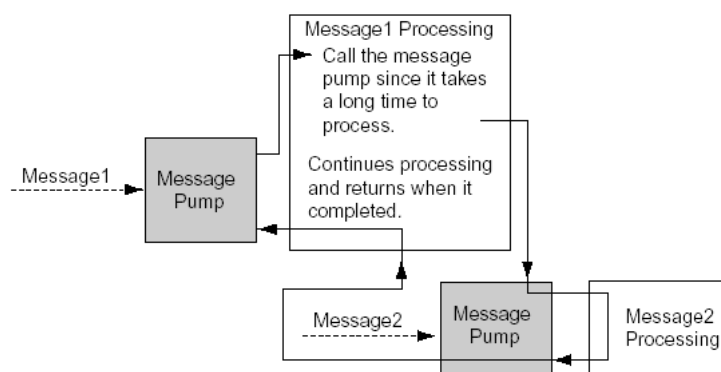 Message1 Processing
Call the message
pump since it takes
a long time to
process.
Continues processing
and returns when it
completed.
Message1
Message
Pump
Message2
Message
Pump
Message2
Processing